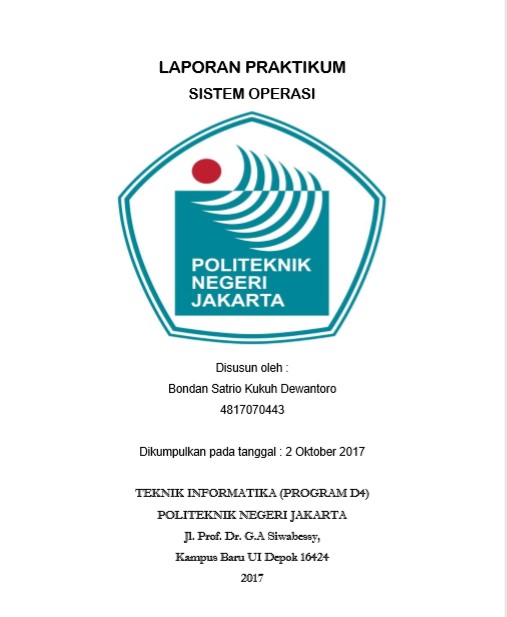 LAPORAN PRAKTIKUM
SISTEM OPERASI
POLITEKNIK
NEGERI
JAKARTA
Disusun oleh :
Bondan Satrio Kukuh Dewantoro
4817070443
Dikumpulkan pada tanggal : 2 Oktober 2017
TEKNIK INFORMATIKA (PROGRAM D4)
POLITEKNIK NEGERI JAKARTA
Jl. Prof. Dr. G.A Siwabessy,
Kampus Baru UI Depok 16424
2017